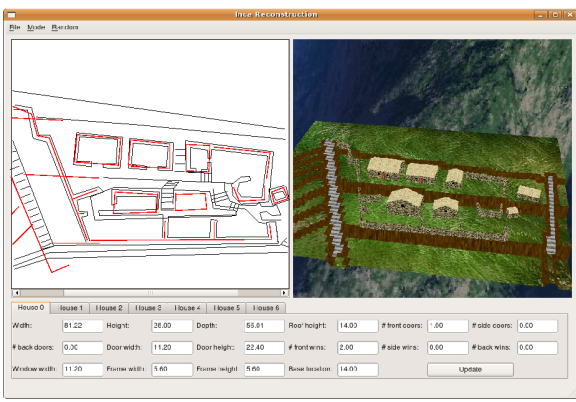 Inca Reconstruction
File Mode Random
House 0 House 1 House 2 House 3 House 4 House 5 House 6
Width: 81.22 Height: 28.00 Depth: 56.01 Roof height: 14.00 # front doors: 1.00 # side doors: 0.00
# back doors: 0.00 Door width: 11.20 Door height: 22.40 # front wins: 2.00 # side wins: 0.00 # back wins: 0.00
Window width: 11.20 Frame width: 5.60 Frame height: 5.60 Base location: 14.00 Update